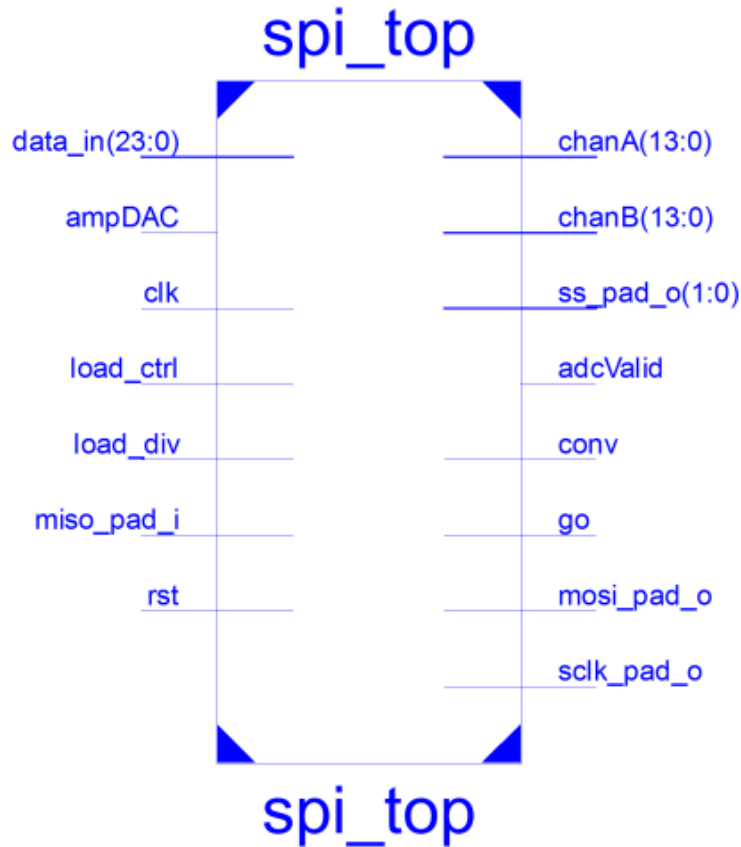 spi_top
data_in(23:0)
ampDAC
clk
load_ctrl
load_div
miso_pad_i
rst
chanA(13:0)
chanB(13:0)
ss_pad_o(1:0)
adcValid
conv
go
mosi_pad_o
sclk_pad_o
spi_top